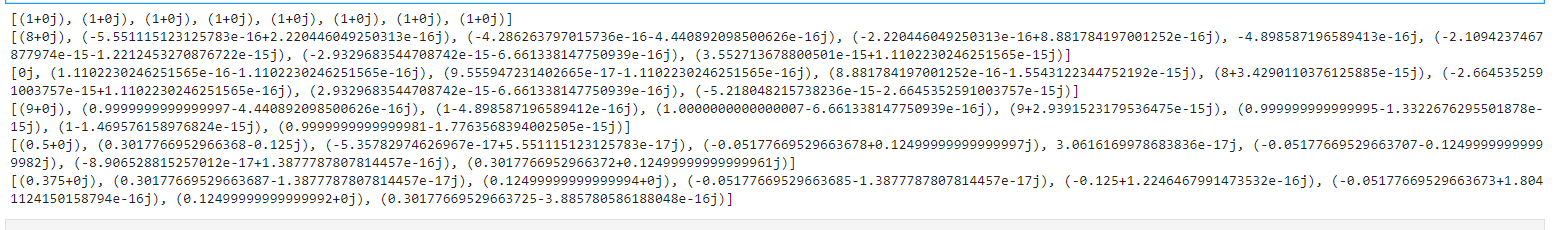 [(1+0j), (1+0j), (1+0j), (1+0j), (1+0j), (1+0j), (1+0j), (1+0j)]
[(8+0j), (-5.551115123125783e-16+2.220446049250313e-16j), (-4.286263797015736e-16-4.440892098500626e-16j), (-2.220446049250313e-16+8.881784197001252e-16j), -4.898587196589413e-16j, (-2.1094237467
877974e-15-1.2212453270876722e-15j), (-2.9329683544708742e-15-6.661338147750939e-16j), (3.552713678800501e-15+1.1102230246251565e-15j)]
[0j, (1.1102230246251565e-16-1.1102230246251565e-16j), (9.555947231402665e-17-1.1102230246251565e-16j), (8.881784197001252e-16-1.5543122344752192e-15j), (8+3.4290110376125885e-15j), (-2.664535259
1003757e-15+1.1102230246251565e-16j), (2.9329683544708742e-15-6.661338147750939e-16j), (-5.218048215738236e-15-2.6645352591003757e-15j)]
[(9+0j), (0.9999999999999997-4.440892098500626e-16j), (1-4.898587196589412e-16j), (1.0000000000000007-6.661338147750939e-16j), (9+2.9391523179536475e-15j), (0.999999999999995-1.3322676295501878e-
15j), (1-1.469576158976824e-15j), (0.9999999999999981-1.7763568394002505e-15j)]
[(0.5+0j), (0.3017766952966368-0.125j), (-5.35782974626967e-17+5.551115123125783e-17j), (-0.05177669529663678+0.12499999999999997j), 3.0616169978683836e-17j, (-0.05177669529663707-0.1249999999999
9982j), (-8.906528815257012e-17+1.3877787807814457e-16j), (0.3017766952966372+0.12499999999999961j)]
[(0.375+0j), (0.30177669529663687-1.3877787807814457e-17j), (0.12499999999999994+0j), (-0.05177669529663685-1.3877787807814457e-17j), (-0.125+1.2246467991473532e-16j), (-0.05177669529663673+1.804
1124150158794e-16j), (0.12499999999999992+0j), (0.30177669529663725-3.885780586188048e-16j)]